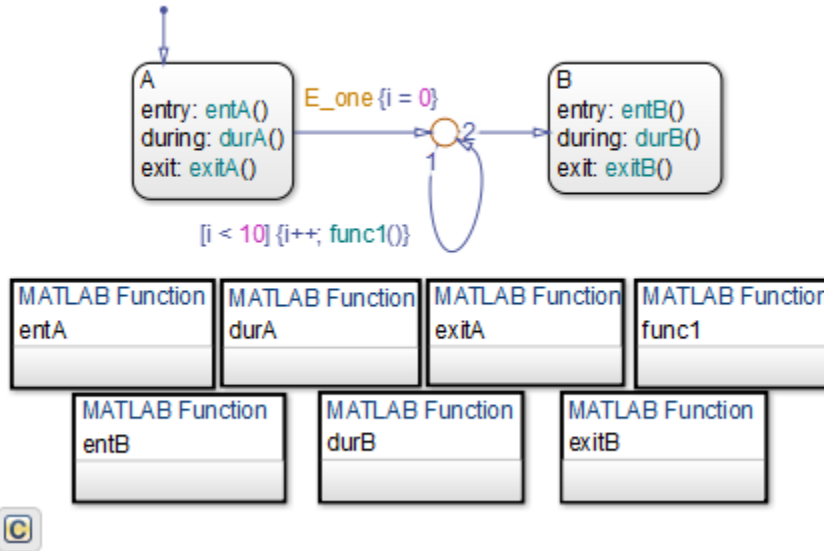 A
entry: entA()
during: durA()
exit: exitA()
E_one {i = 0}
2
1
B
entry: entB()
during: durB()
exit: exitB()
[i < 10] {i++; func1()}
MATLAB Function
entA
MATLAB Function
durA
MATLAB Function
exitA
MATLAB Function
func1
MATLAB Function
entB
MATLAB Function
durB
MATLAB Function
exitB
C